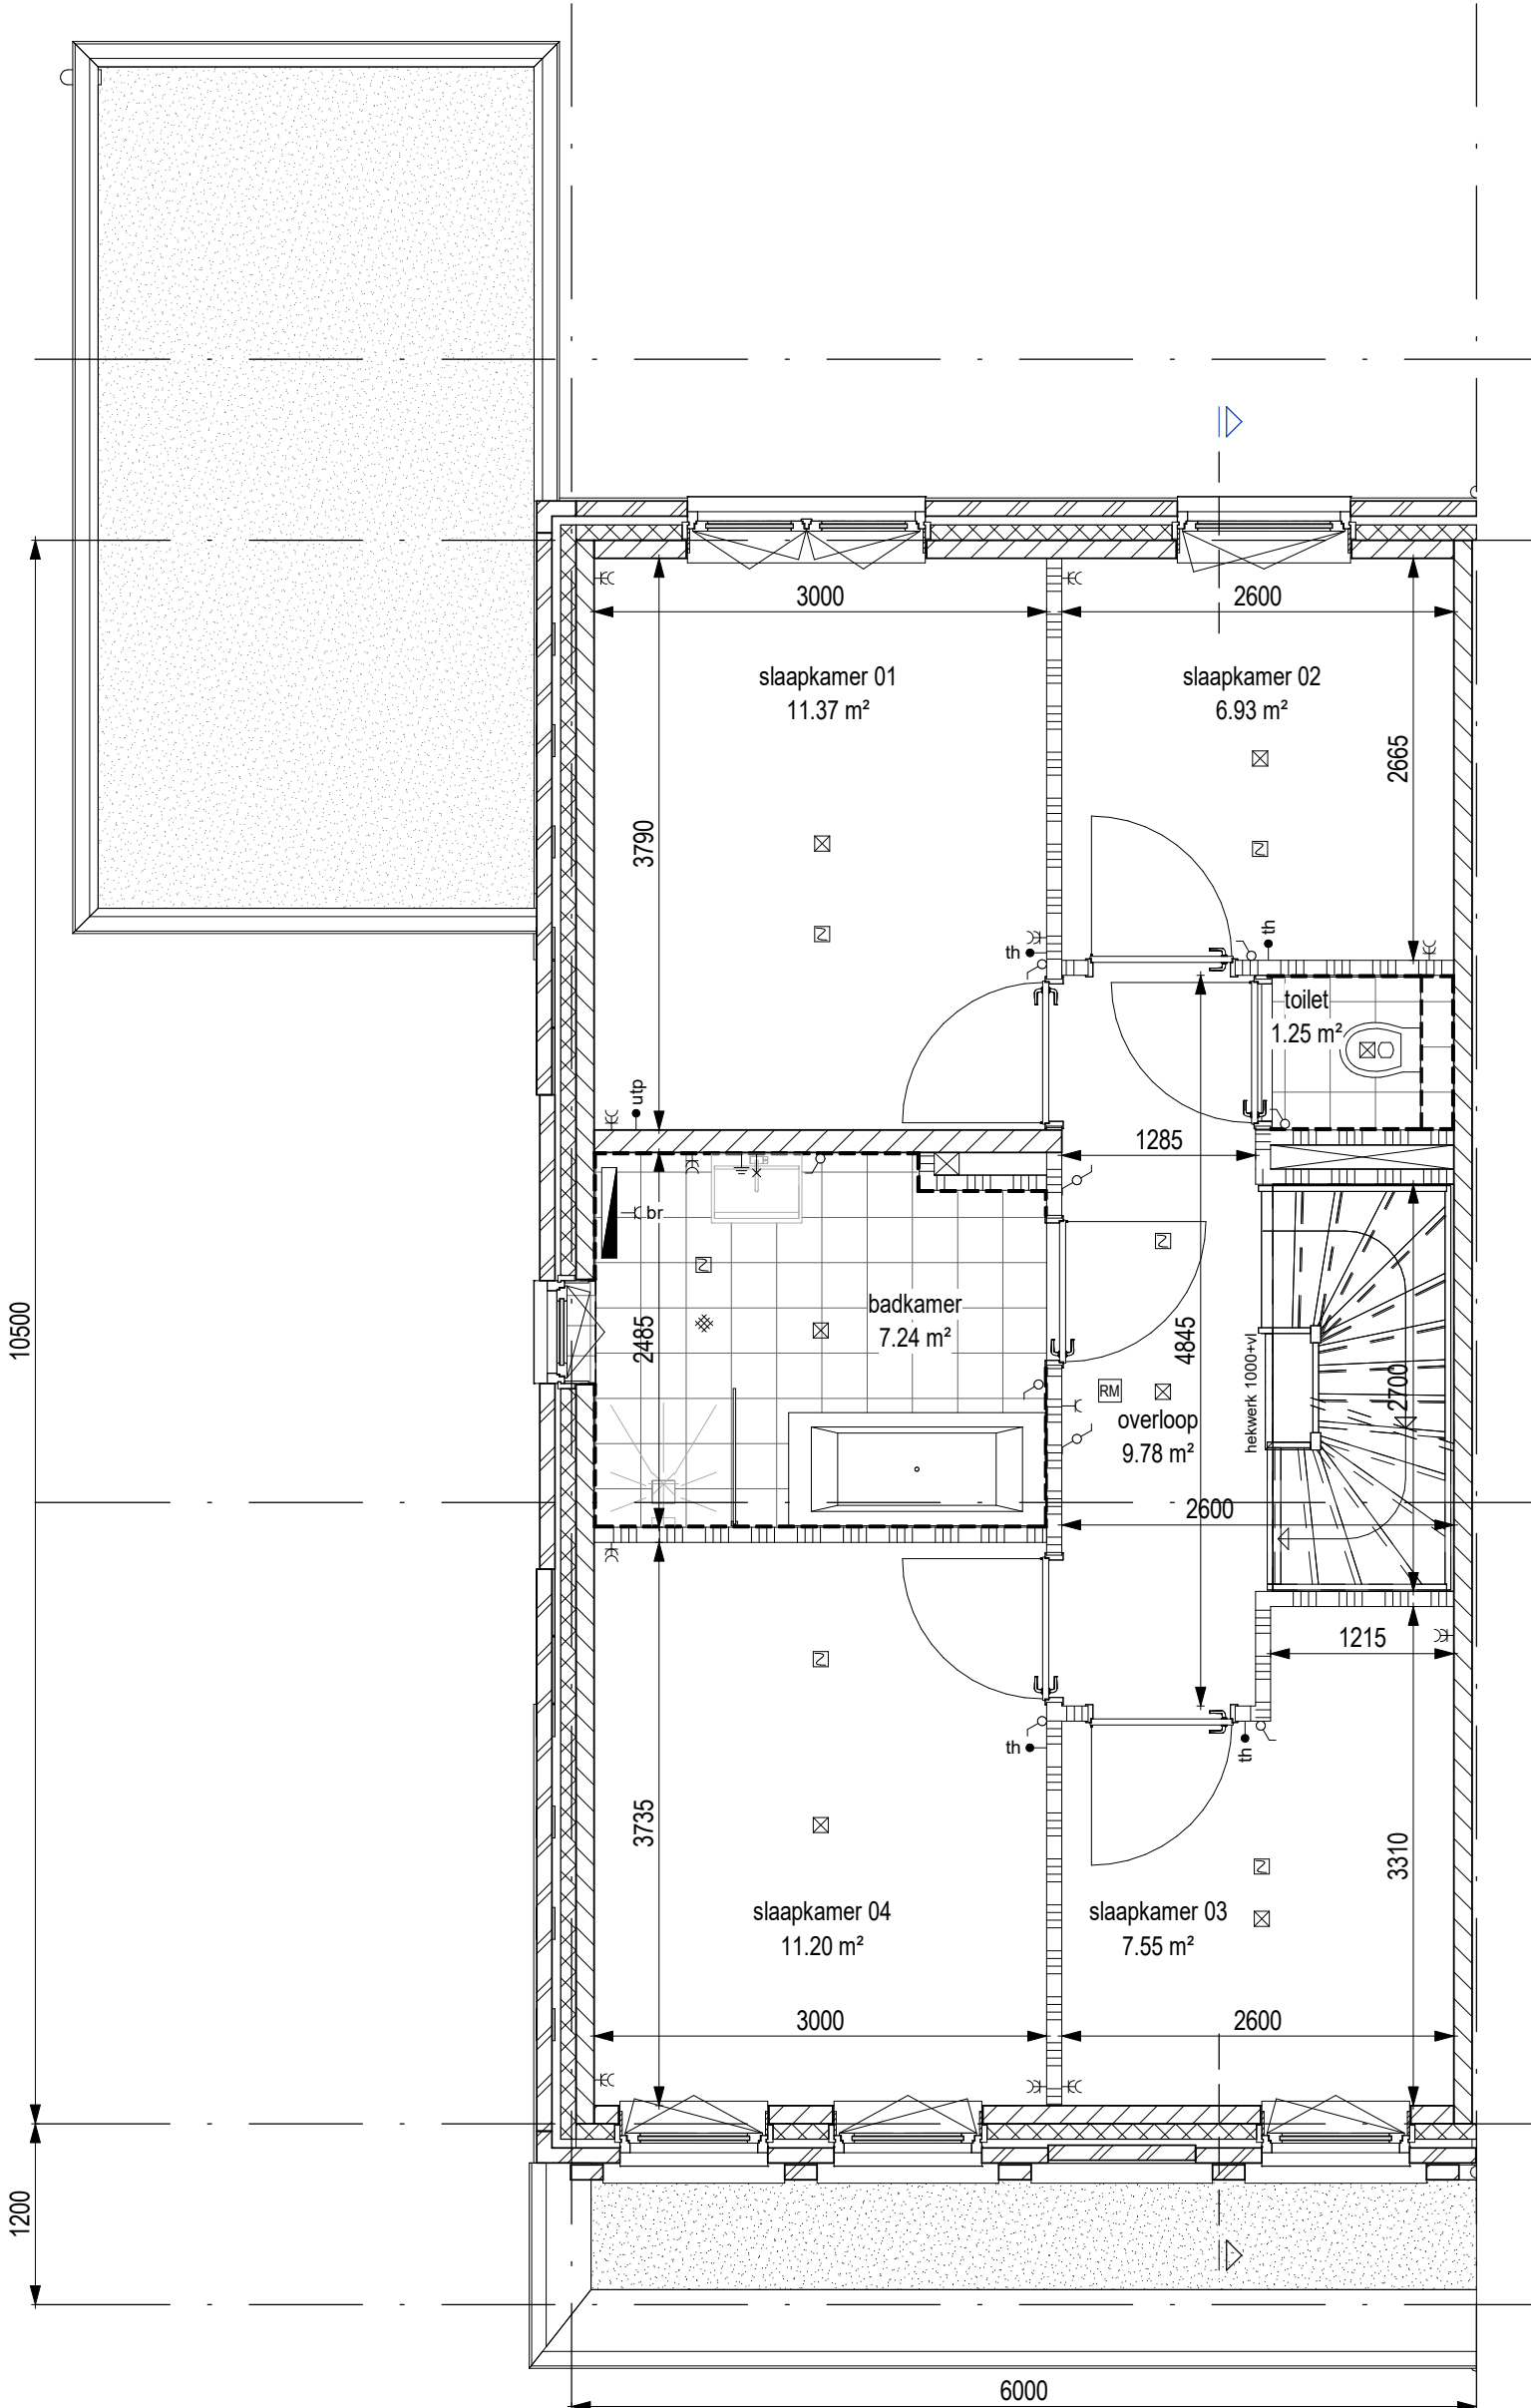 3000
2600
slaapkamer 01
11.37 m²
slaapkamer 02
6.93 m²
2665
3790
th
th
toilet
1.25 m²
utp
1285
br
badkamer
7.24 m²
2485
4845
hekwerk 1000+vl
2700
RM
overloop
9.78 m²
10500
2600
1215
th
th
3735
3310
slaapkamer 04
11.20 m²
slaapkamer 03
7.55 m²
3000
2600
1200
6000